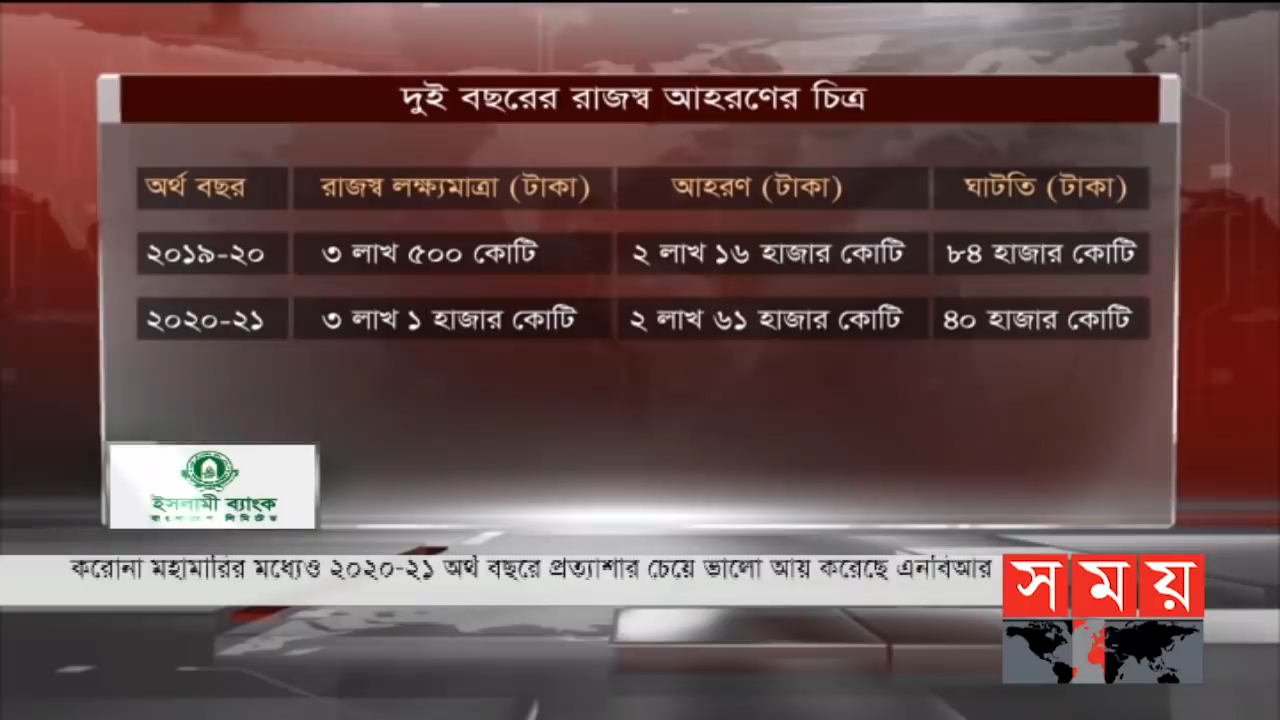 দুই বছরের রাজস্ব আহরণের চিত্র
অর্থ বছর রাজস্ব লক্ষ্যমাত্রা (টাকা) আহরণ (টাকা) ঘাটতি (টাকা)
২০১৯-২০ ৩ লাখ ৫০০ কোটি ২ লাখ ১৬ হাজার কোটি ৮৪ হাজার কোটি
২০২০-২১ ৩ লাখ ১ হাজার কোটি ২ লাখ ৬১ হাজার কোটি ৪০ হাজার কোটি
ইসলামী ব্যাংক
বাংলাদেশ লিমিটেড
করোনা মহামারির মধ্যেও ২০২০-২১ অর্থ বছরে প্রত্যাশার চেয়ে ভালো আয় করেছে এনবিআর
সময়